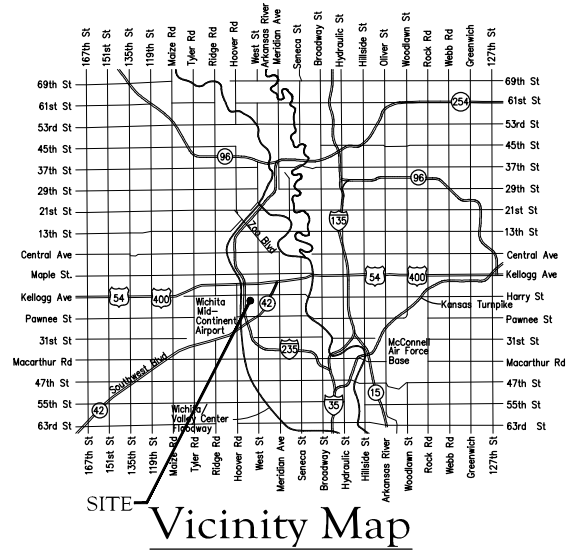 167th St
151st St
135th St
119th St
Maize Rd
Tyler Rd
Ridge Rd
Hoover Rd
West St
Arkansas River
Meridian Ave
Seneca St
Broadway St
Hydraulic St
Hillside St
Oliver St
Woodlawn St
Rock Rd
Webb Rd
Greenwich
127th St
69th St
69th St
61st St
61st St
254
53rd St
53rd St
45th St
45th St
96
37th St
37th St
96
29th St
29th St
21st St
21st St
135
13th St
13th St
Zoo Blvd
Central Ave
Central Ave
Maple St.
54
400
Kellogg Ave
Kellogg Ave
54
400
Wichita
Mid-
Continent
Airport
42
Harry St
Kansas Turnpike
Pawnee St
Pawnee St
31st St
31st St
235
McConnell
Air Force
Base
Macarthur Rd
Macarthur Rd
Southwest Blvd
47th St
47th St
15
55th St
55th St
42
35
Wichita
Valley Center
Floodway
63rd St
63rd St
167th St
151st St
135th St
119th St
Maize Rd
Tyler Rd
Ridge Rd
Hoover Rd
West St
Meridian Ave
Seneca St
Broadway St
Hydraulic St
Hillside St
Arkansas River
Woodlawn St
Rock Rd
Webb Rd
Greenwich
127th St
SITE
Vicinity Map